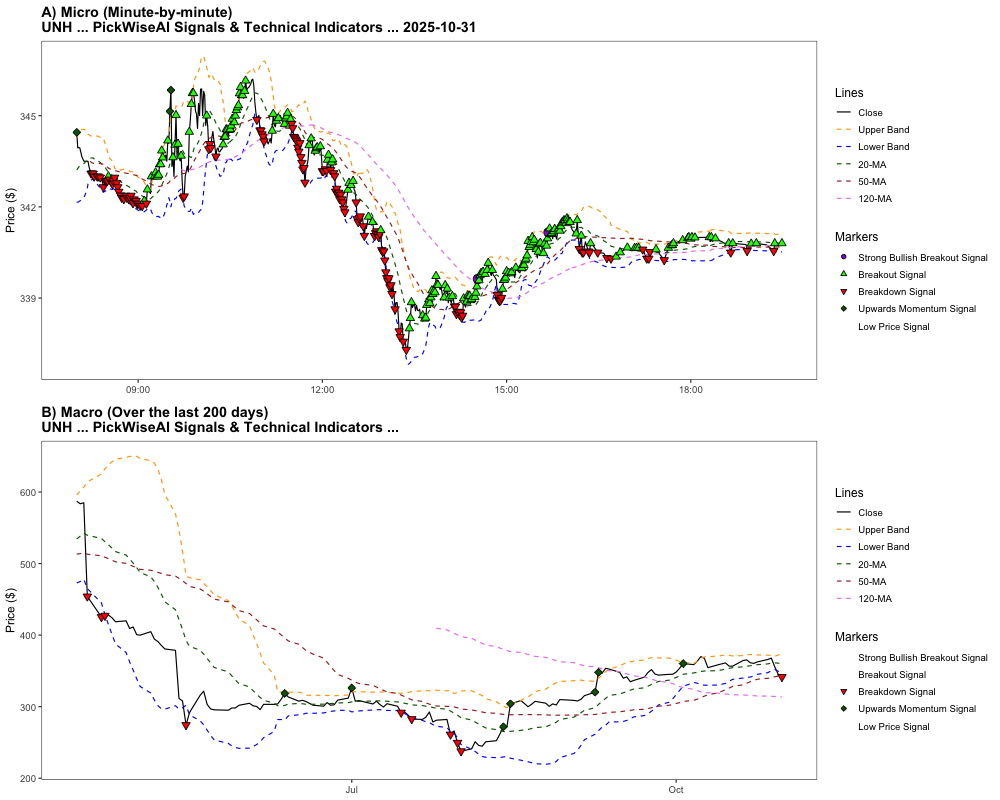 A) Micro (Minute-by-minute)
UNH ... PickWiseAI Signals & Technical Indicators ... 2025-10-31
Price ($)
345
342
339
09:00
12:00
15:00
18:00
Lines
Close
Upper Band
Lower Band
20-MA
50-MA
120-MA
Markers
Strong Bullish Breakout Signal
Breakout Signal
Breakdown Signal
Upwards Momentum Signal
Low Price Signal
B) Macro (Over the last 200 days)
UNH ... PickWiseAI Signals & Technical Indicators ...
Price ($)
600
500
400
300
200
Jul
Oct
Lines
Close
Upper Band
Lower Band
20-MA
50-MA
120-MA
Markers
Strong Bullish Breakout Signal
Breakout Signal
Breakdown Signal
Upwards Momentum Signal
Low Price Signal